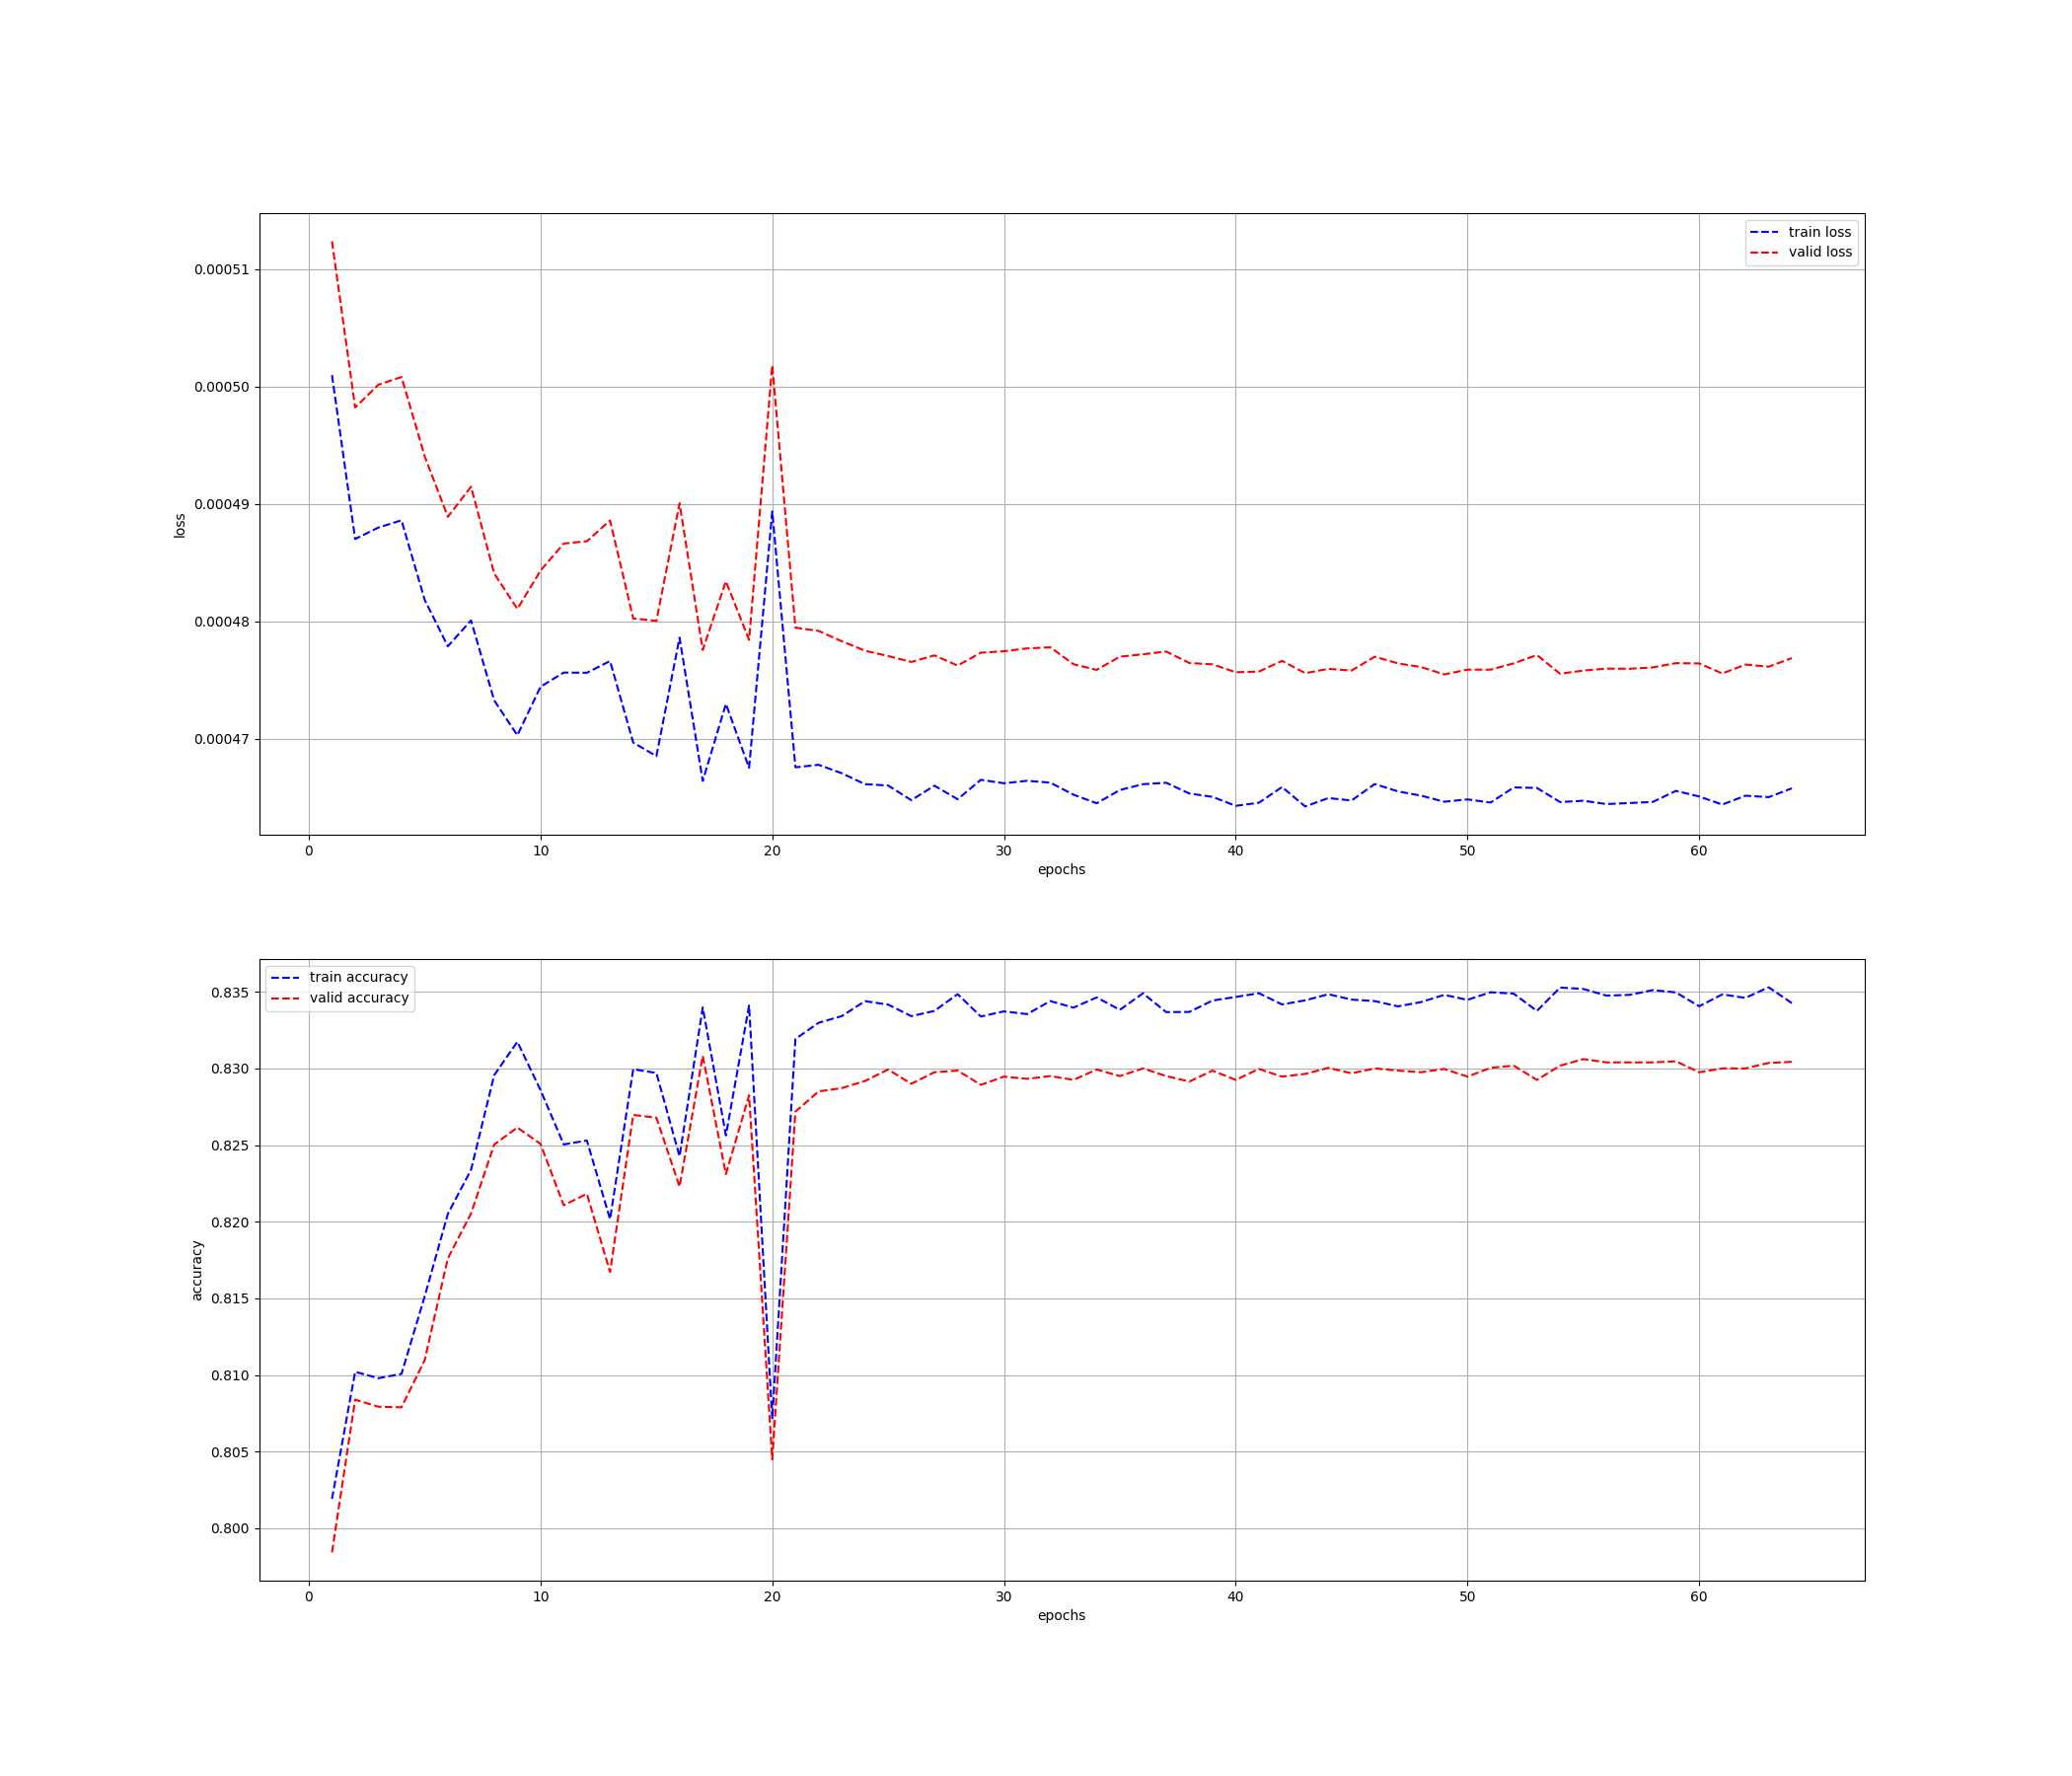 train loss
valid loss
0.00051
0.00050
0.00049
0.00048
0.00047
loss
0 10 20 30 40 50 60
epochs
train accuracy
valid accuracy
0.835
0.830
0.825
0.820
0.815
0.810
0.805
0.800
accuracy
0 10 20 30 40 50 60
epochs